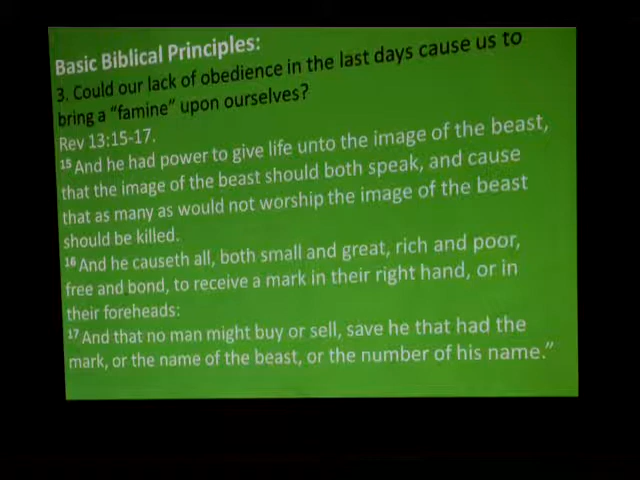 Basic Biblical Principles:
3. Could our lack of obedience in the last days cause us to
bring a "famine" upon ourselves?
Rev 13:15-17.
15 And he had power to give life unto the image of the beast,
that the image of the beast should both speak, and cause
that as many as would not worship the image of the beast
should be killed.
16 And he causeth all, both small and great, rich and poor,
free and bond, to receive a mark in their right hand, or in
their foreheads:
17 And that no man might buy or sell, save he that had the
mark, or the name of the beast, or the number of his name."